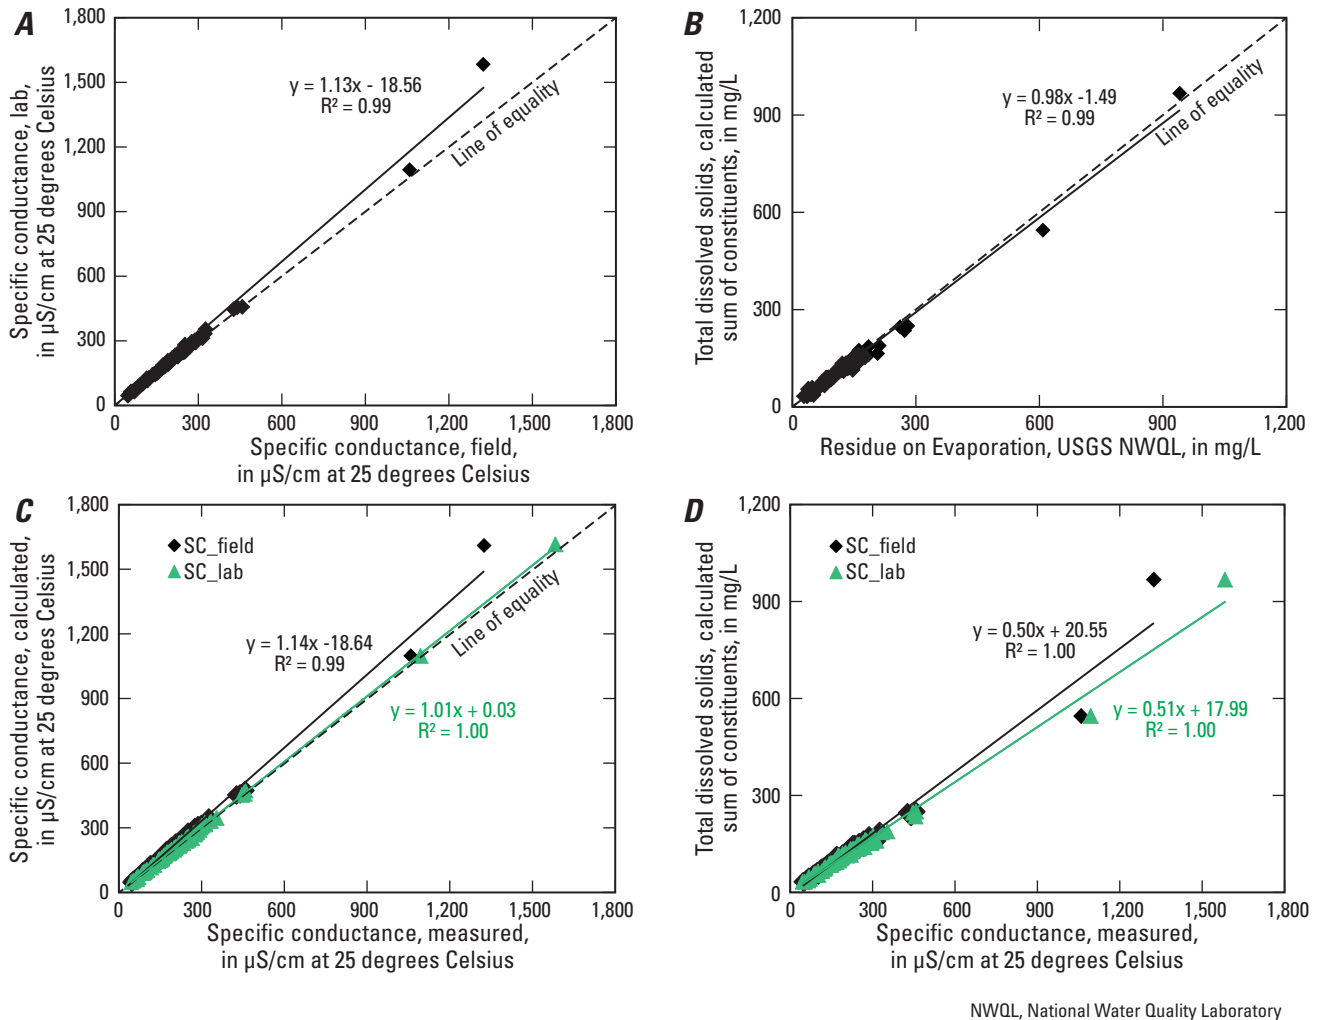 A
1,800
1,500
1,200
900
600
300
0
Specific conductance, lab,
in µS/cm at 25 degrees Celsius
y = 1.13x - 18.56
R² = 0.99
Line of equality
0
300
600
900
1,200
1,500
1,800
Specific conductance, field,
in µS/cm at 25 degrees Celsius
B
1,200
900
600
300
0
Total dissolved solids, calculated
sum of constituents, in mg/L
y = 0.98x -1.49
R² = 0.99
Line of equality
0
300
600
900
1,200
Residue on Evaporation, USGS NWQL, in mg/L
C
1,800
1,500
1,200
900
600
300
0
Specific conductance, calculated,
in µS/cm at 25 degrees Celsius
SC_field
SC_lab
y = 1.14x -18.64
R² = 0.99
Line of equality
y = 1.01x + 0.03
R² = 1.00
0
300
600
900
1,200
1,500
1,800
Specific conductance, measured,
in µS/cm at 25 degrees Celsius
D
1,200
900
600
300
0
Total dissolved solids, calculated
sum of constituents, in mg/L
SC_field
SC_lab
y = 0.50x + 20.55
R² = 1.00
y = 0.51x + 17.99
R² = 1.00
0
300
600
900
1,200
1,500
1,800
Specific conductance, measured,
in µS/cm at 25 degrees Celsius
NWQL, National Water Quality Laboratory